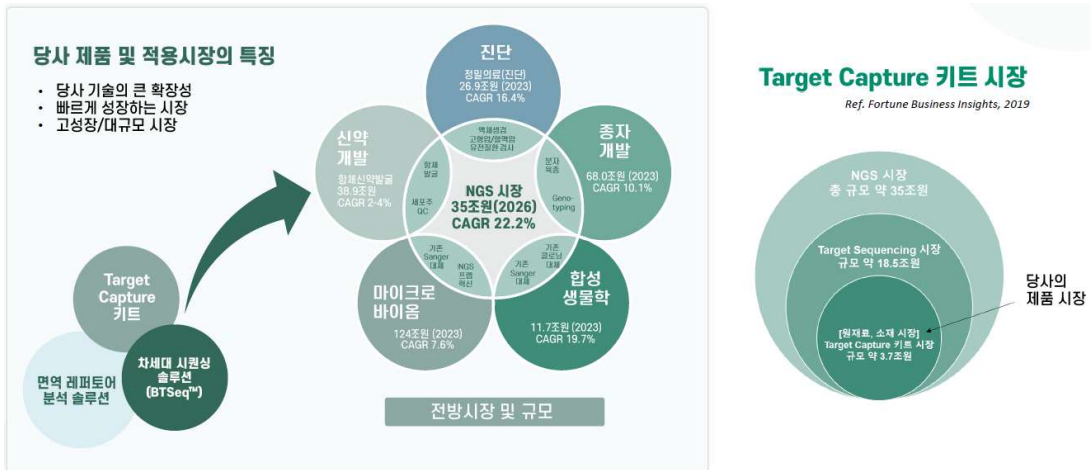 당사 제품 및 적용시장의 특징
• 당사 기술의 큰 확장성
• 빠르게 성장하는 시장
• 고성장/대규모 시장
Target
Capture
키트
면역 레퍼토어
분석 솔루션
차세대 시퀀싱
솔루션
(BTSeq™)
진단
정밀의료(진단)
26.9조원 (2023)
CAGR 16.4%
액체생검
고형암/혈액암
유전질환 검사
신약
개발
항체신약발굴
38.9조원
CAGR 2-4%
항체
발굴
세포주
QC
종자
개발
68.0조원 (2023)
CAGR 10.1%
분자
육종
Geno-
typing
NGS 시장
35조원(2026)
CAGR 22.2%
마이크로
바이옴
124조원 (2023)
CAGR 7.6%
기존
Sanger
대체
NGS
프렙
혁신
합성
생물학
11.7조원 (2023)
CAGR 19.7%
기존
Sanger
대체
기존
클로닝
대체
전방시장 및 규모
Target Capture 키트 시장
Ref. Fortune Business Insights, 2019
NGS 시장
총 규모 약 35조원
Target Sequencing 시장
규모 약 18.5조원
[원재료, 소재 시장]
Target Capture 키트 시장
규모 약 3.7조원
당사의
제품 시장